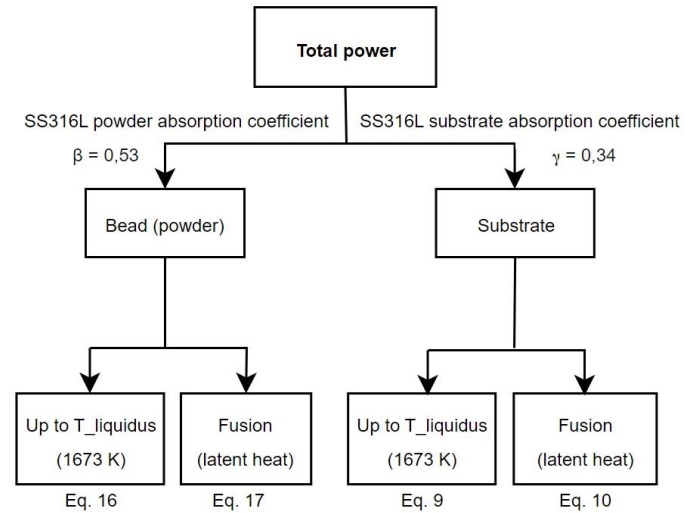 Total power
SS316L powder absorption coefficient
β = 0,53
SS316L substrate absorption coefficient
γ = 0,34
Bead (powder)
Substrate
Up to T_liquidus
(1673 K)
Eq. 16
Fusion
(latent heat)
Eq. 17
Up to T_liquidus
(1673 K)
Eq. 9
Fusion
(latent heat)
Eq. 10